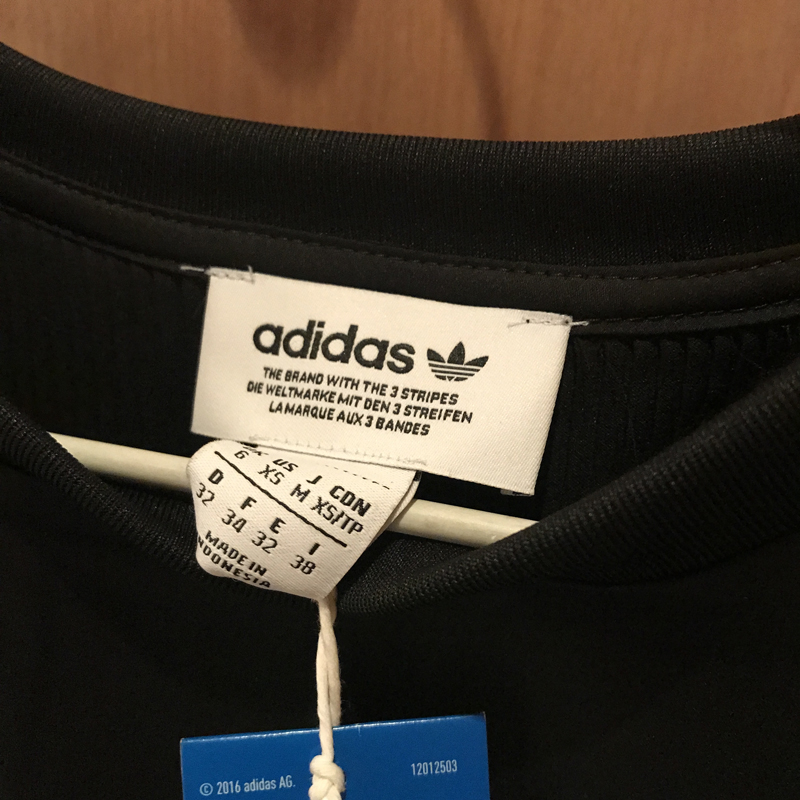 adidas
THE BRAND WITH THE 3 STRIPES
DIE WELTMARKE MIT DEN 3 STREIFEN
LA MARQUE AUX 3 BANDES
US J CDN
6 XS M XS/TP
D F E I
32 34 32 38
MADE IN
INDONESIA
© 2016 adidas AG.
12012503